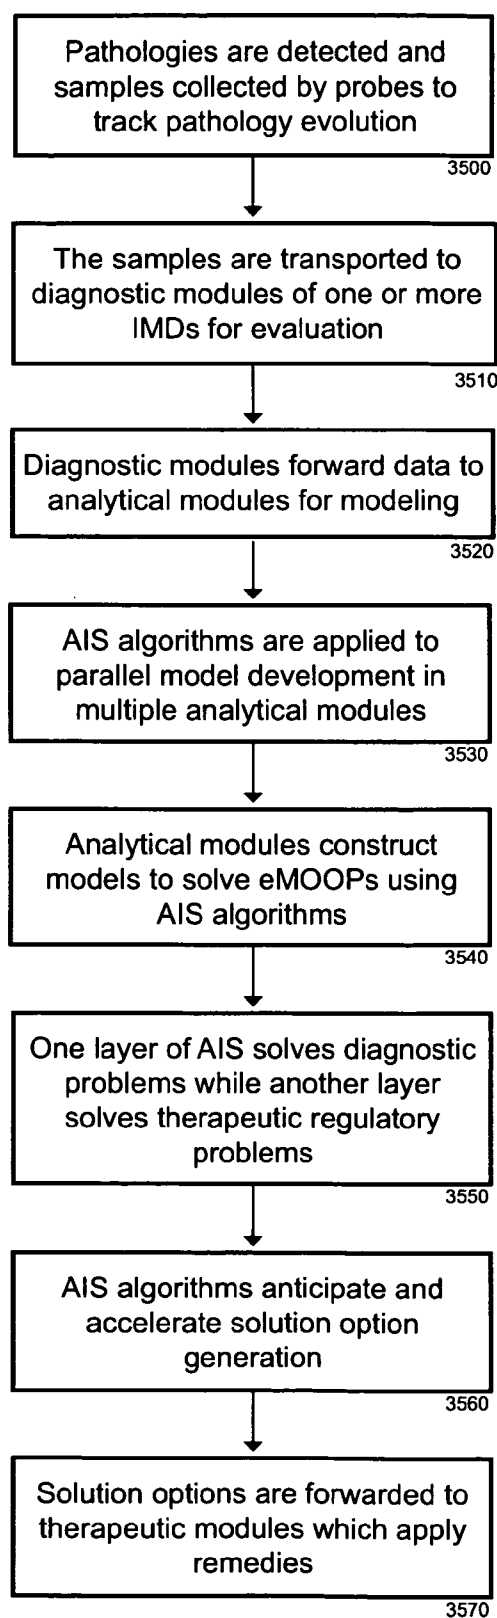 Pathologies are detected and
samples collected by probes to
track pathology evolution
3500
The samples are transported to
diagnostic modules of one or more
IMDs for evaluation
3510
Diagnostic modules forward data to
analytical modules for modeling
3520
AIS algorithms are applied to
parallel model development in
multiple analytical modules
3530
Analytical modules construct
models to solve eMOOPs using
AIS algorithms
3540
One layer of AIS solves diagnostic
problems while another layer
solves therapeutic regulatory
problems
3550
AIS algorithms anticipate and
accelerate solution option
generation
3560
Solution options are forwarded to
therapeutic modules which apply
remedies
3570